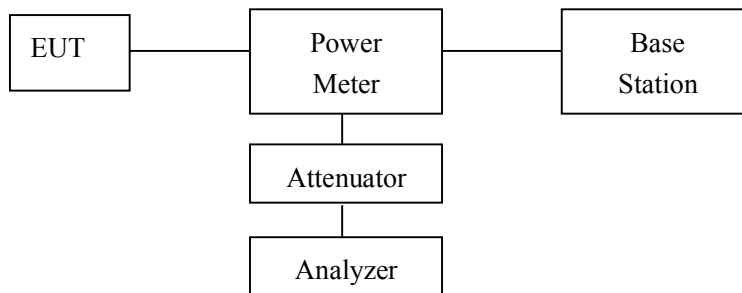 EUT
Power
Meter
Base
Station
Attenuator
Analyzer